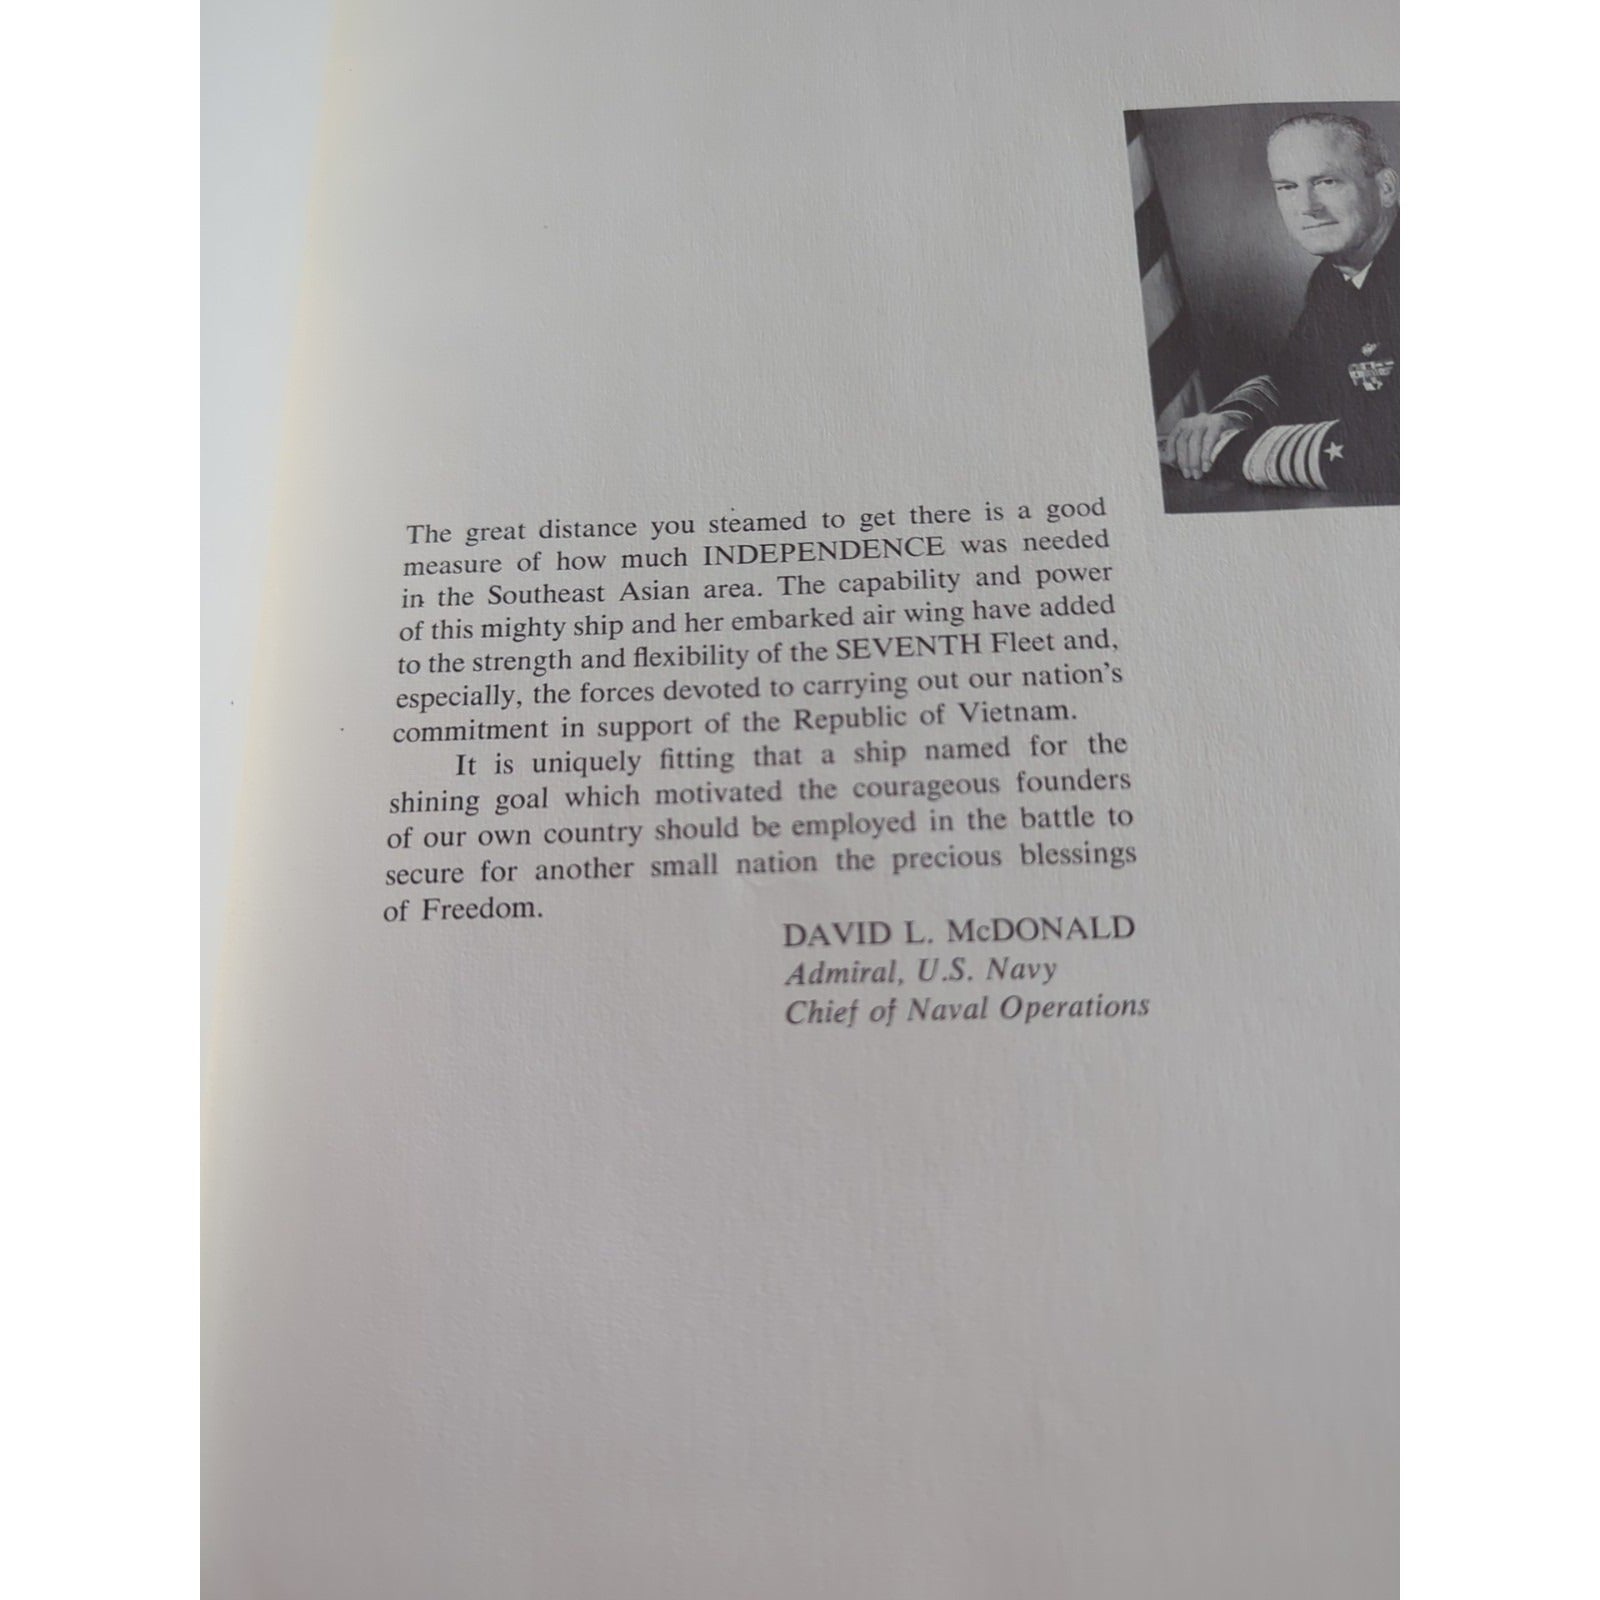 The great distance you steamed to get there is a good
measure of how much INDEPENDENCE was needed
in the Southeast Asian area. The capability and power
of this mighty ship and her embarked air wing have added
to the strength and flexibility of the SEVENTH Fleet and,
especially, the forces devoted to carrying out our nation's
commitment in support of the Republic of Vietnam.
It is uniquely fitting that a ship named for the
shining goal which motivated the courageous founders
of our own country should be employed in the battle to
secure for another small nation the precious blessings
of Freedom.
DAVID L. McDONALD
Admiral, U.S. Navy
Chief of Naval Operations